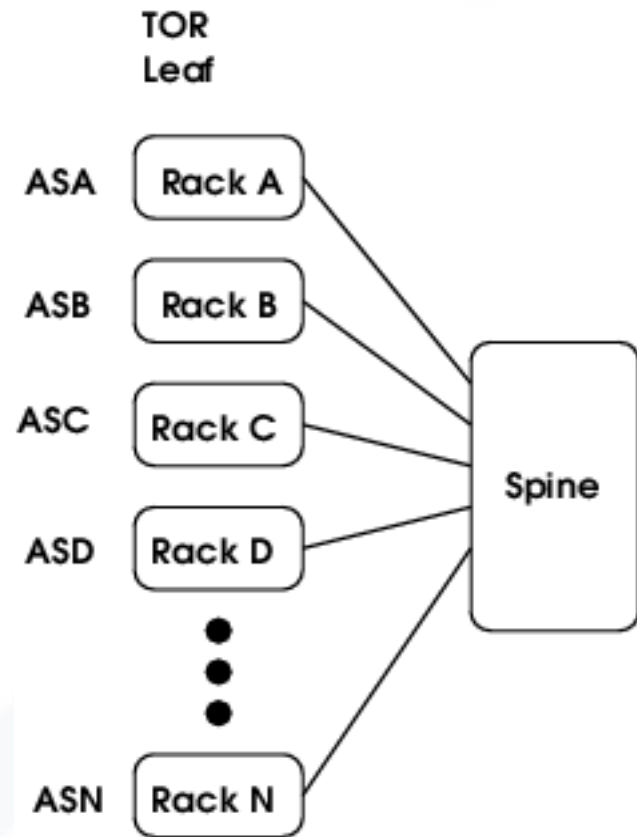 TOR
Leaf
ASA Rack A
ASB Rack B
ASC Rack C
Spine
ASD Rack D
ASN Rack N